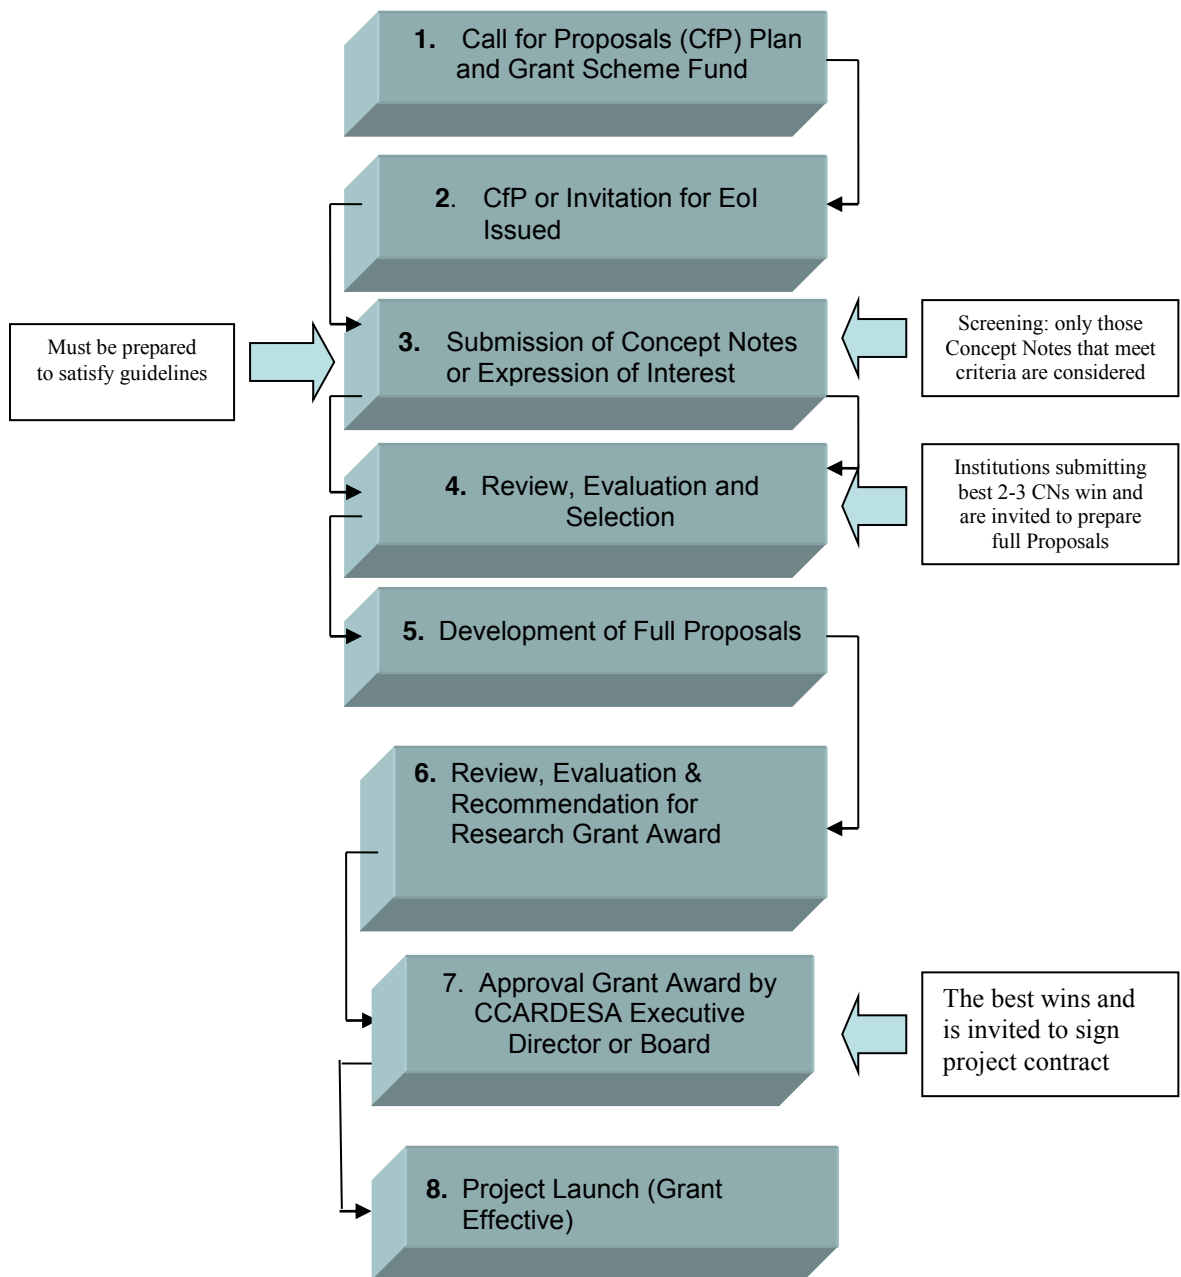 1. Call for Proposals (CfP) Plan
and Grant Scheme Fund
2. CfP or Invitation for EoI
Issued
Must be prepared
to satisfy guidelines
3. Submission of Concept Notes
or Expression of Interest
Screening: only those
Concept Notes that meet
criteria are considered
4. Review, Evaluation and
Selection
Institutions submitting
best 2-3 CNs win and
are invited to prepare
full Proposals
5. Development of Full Proposals
6. Review, Evaluation &
Recommendation for
Research Grant Award
7. Approval Grant Award by
CCARDESA Executive
Director or Board
The best wins and
is invited to sign
project contract
8. Project Launch (Grant
Effective)